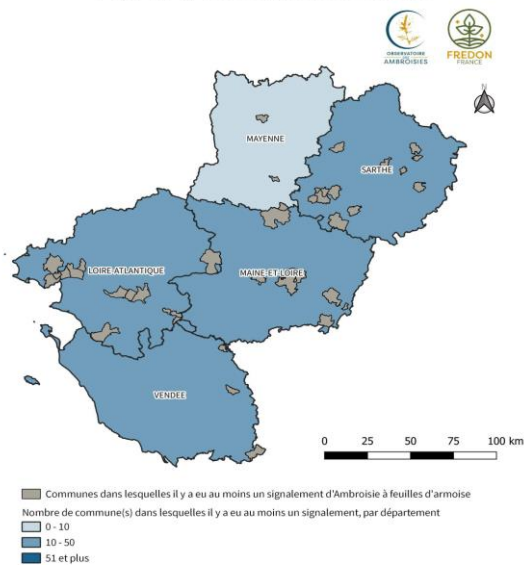 OBSERVATOIRE
DES
AMBROISIES
FREDON
FRANCE
N
MAYENNE
SARTHE
LOIRE-ATLANTIQUE
MAINE-ET-LOIRE
VENDEE
0 25 50 75 100 km
Communes dans lesquelles il y a eu au moins un signalement d'Ambroisie à feuilles d'armoise
Nombre de commune(s) dans lesquelles il y a eu au moins un signalement, par département
0 - 10
10 - 50
51 et plus